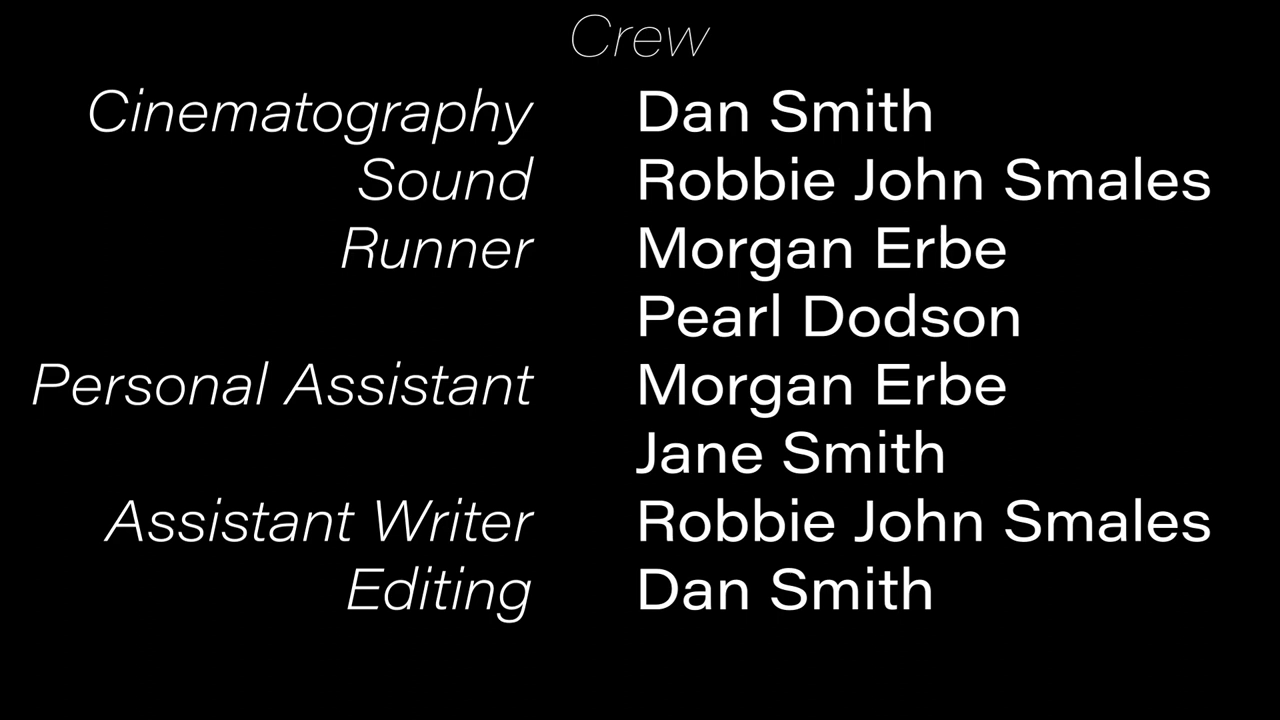 Crew
Cinematography Dan Smith
Sound Robbie John Smales
Runner Morgan Erbe
Pearl Dodson
Personal Assistant Morgan Erbe
Jane Smith
Assistant Writer Robbie John Smales
Editing Dan Smith